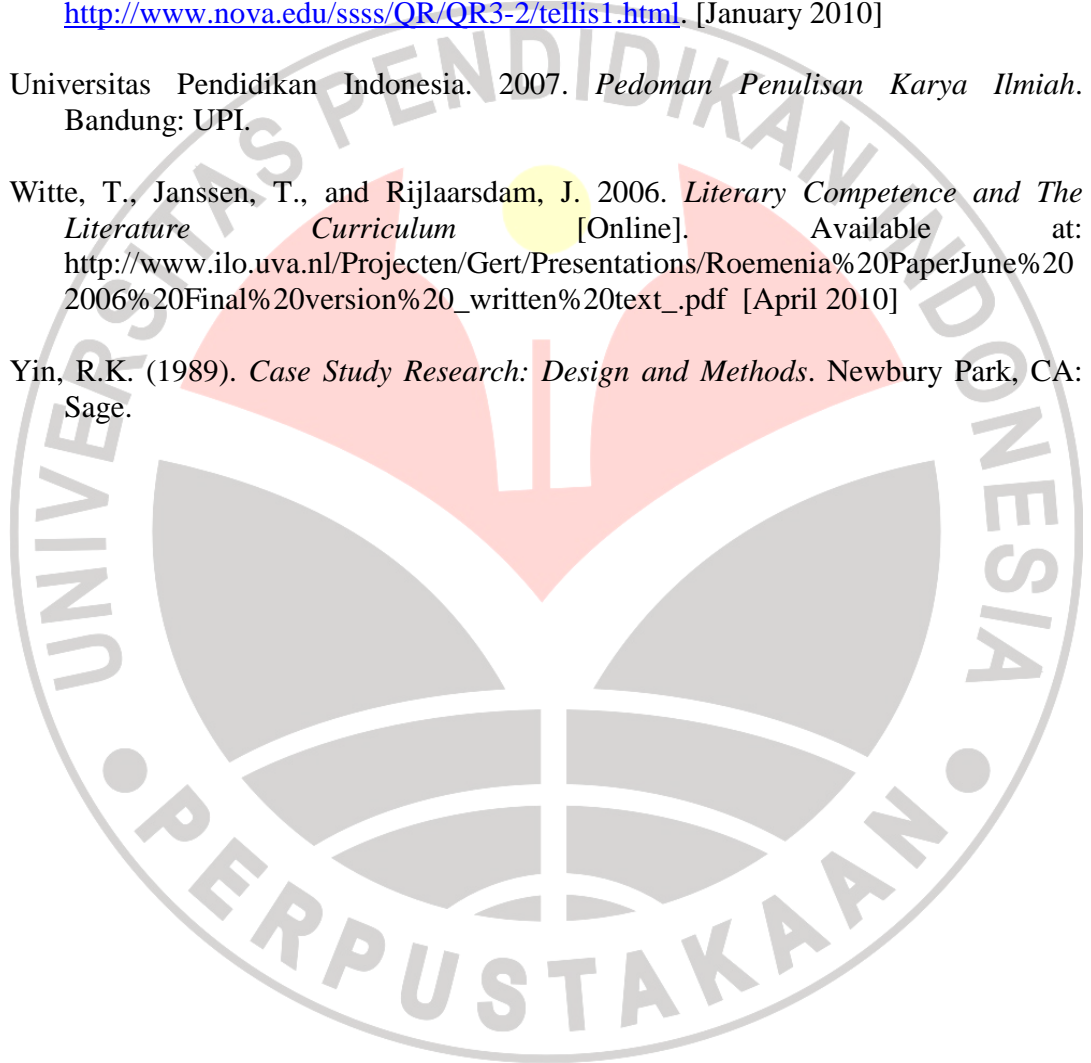 http://www.nova.edu/ssss/QR/QR3-2/tellis1.html. [January 2010]
Universitas Pendidikan Indonesia. 2007. Pedoman Penulisan Karya Ilmiah.
Bandung: UPI.
Witte, T., Janssen, T., and Rijlaarsdam, J. 2006. Literary Competence and The
Literature Curriculum [Online]. Available at:
http://www.ilo.uva.nl/Projecten/Gert/Presentations/Roemenia%20PaperJune%20
2006%20Final%20version%20_written%20text_.pdf [April 2010]
Yin, R.K. (1989). Case Study Research: Design and Methods. Newbury Park, CA:
Sage.
UNIVERSITAS PENDIDIKAN INDONESIA
PERPUSTAKAAN